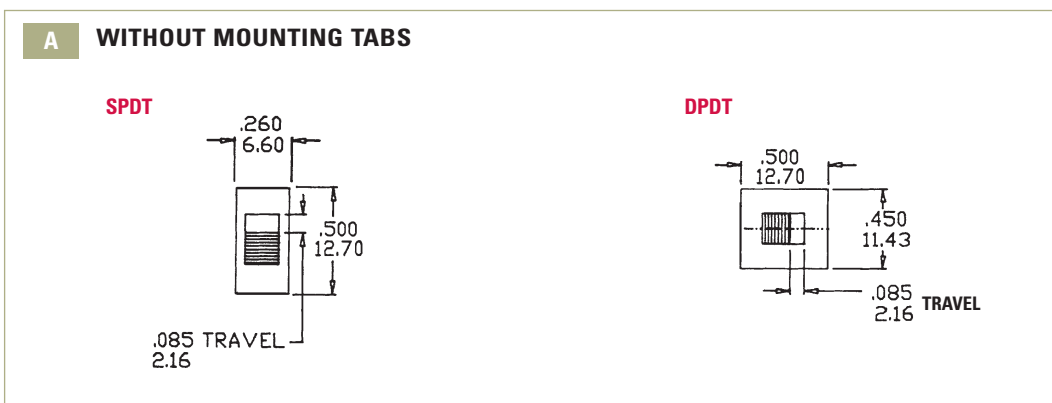 A WITHOUT MOUNTING TABS
SPDT
.260
6.60
.500
12.70
.085 TRAVEL
2.16
DPDT
.500
12.70
.450
11.43
.085
2.16 TRAVEL